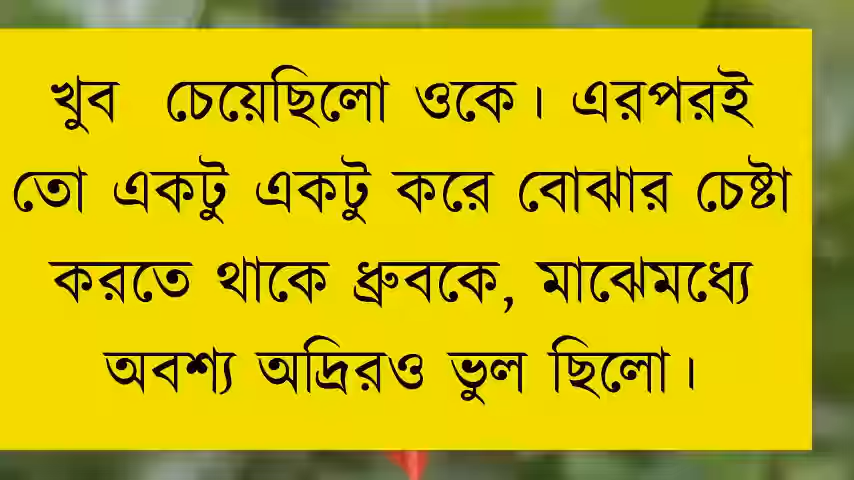 খুব চেয়েছিলো ওকে। এরপরই
তো একটু একটু করে বোঝার চেষ্টা
করতে থাকে ধ্রুবকে, মাঝেমধ্যে
অবশ্য অদ্রিরও ভুল ছিলো।